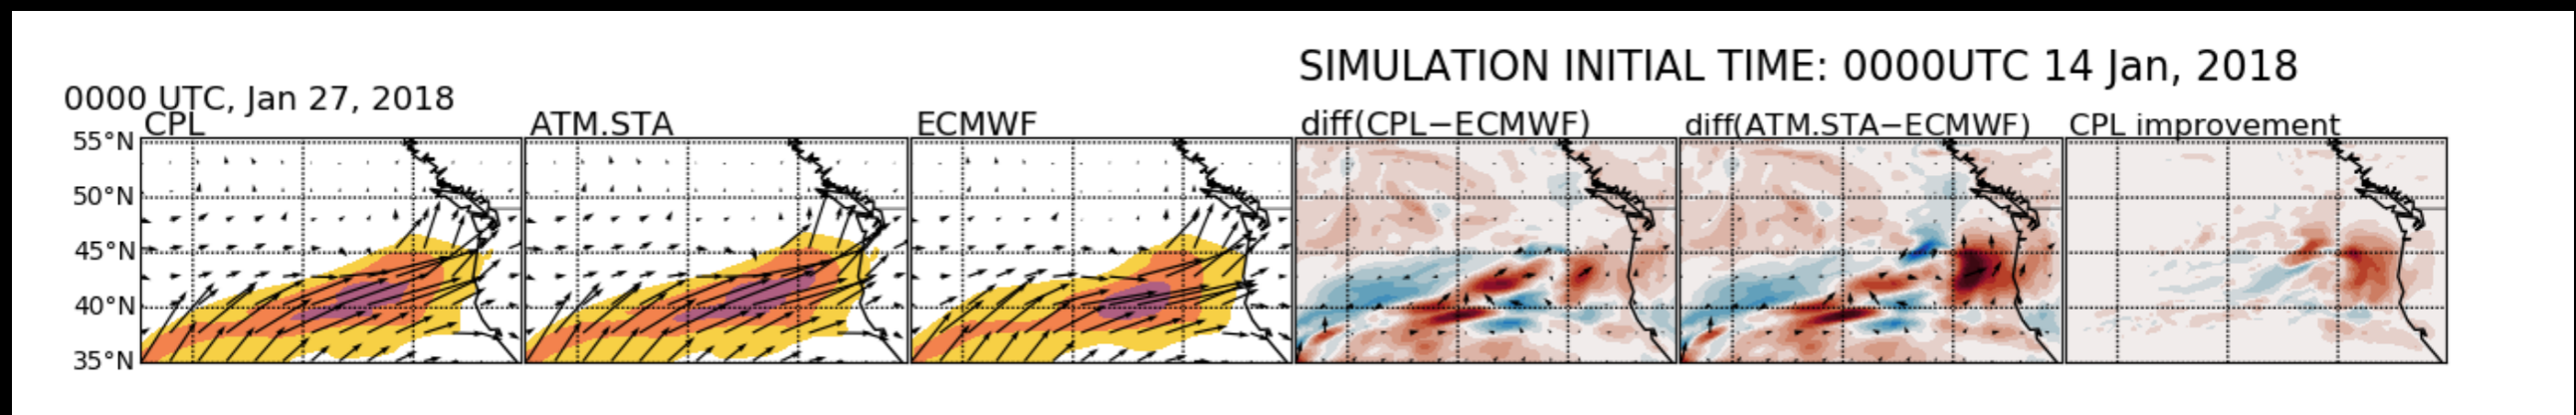 SIMULATION INITIAL TIME: 0000UTC 14 Jan, 2018
0000 UTC, Jan 27, 2018
CPL ATM.STA ECMWF diff(CPL−ECMWF) diff(ATM.STA−ECMWF) CPL improvement
55°N
50°N
45°N
40°N
35°N